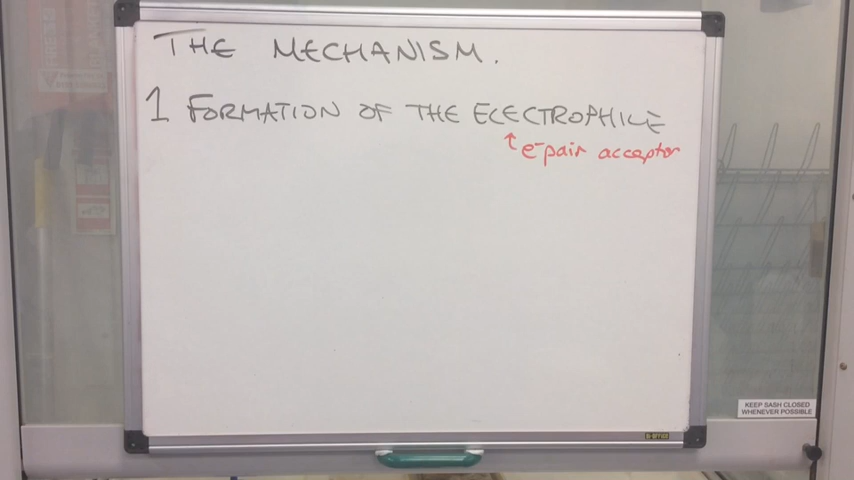 THE MECHANISM.
1 FORMATION OF THE ELECTROPHILE
↑ e-pair acceptor
KEEP SASH CLOSED
WHENEVER POSSIBLE